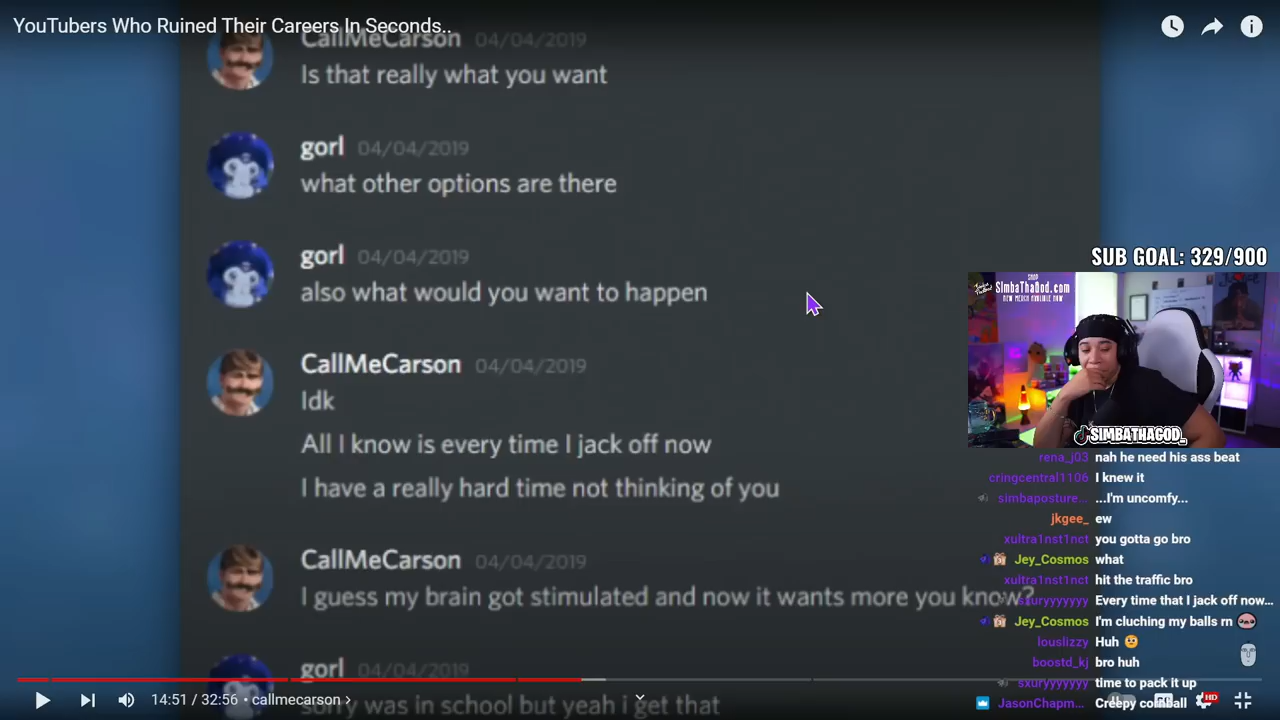 YouTubers Who Ruined Their Careers In Seconds..
CallMeCarson 04/04/2019
Is that really what you want
gorl 04/04/2019
what other options are there
gorl 04/04/2019
also what would you want to happen
CallMeCarson 04/04/2019
Idk
All I know is every time I jack off now
I have a really hard time not thinking of you
CallMeCarson 04/04/2019
I guess my brain got stimulated and now it wants more you know?
gorl 04/04/2019
sorry was in school but yeah i get that
14:51 / 32:56 • callmecarson ›
HD
SUB GOAL: 329/900
SHOP
SImbaThaGod.com
NEW MERCH AVAILABLE NOW
SIMBATHAGOD_
rena_j03 nah he need his ass beat
cringcentral1106 I knew it
simbaposture... ...I'm uncomfy...
jkgee_ ew
xultra1nst1nct you gotta go bro
Jey_Cosmos what
xultra1nst1nct hit the traffic bro
sxuryyyyyy Every time that I jack off now...
Jey_Cosmos I'm cluching my balls rn
louslizzy Huh
boostd_kj bro huh
sxuryyyyyy time to pack it up
JasonChapm... Creepy cornball